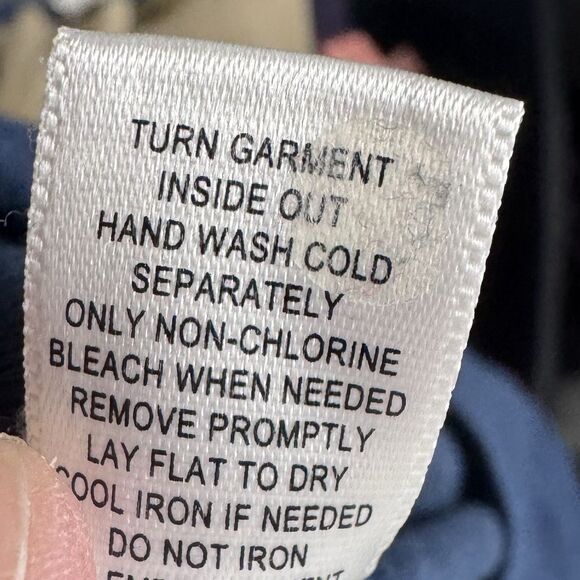 TURN GARMENT
INSIDE OUT
HAND WASH COLD
SEPARATELY
ONLY NON-CHLORINE
BLEACH WHEN NEEDED
REMOVE PROMPTLY
LAY FLAT TO DRY
COOL IRON IF NEEDED
DO NOT IRON